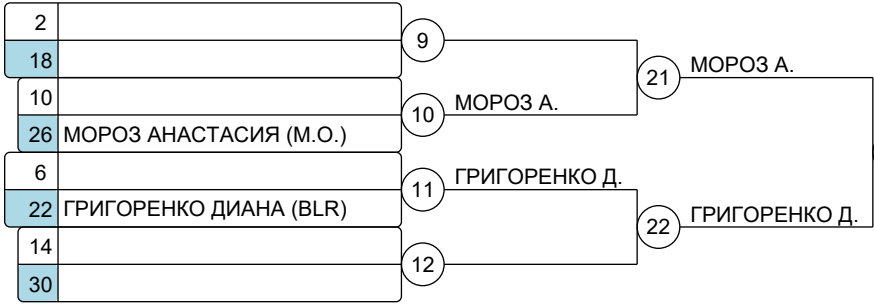 2
9
18
21 МОРОЗ А.
10
10 МОРОЗ А.
26 МОРОЗ АНАСТАСИЯ (М.О.)
6
11 ГРИГОРЕНКО Д.
22 ГРИГОРЕНКО ДИАНА (BLR)
22 ГРИГОРЕНКО Д.
14
12
30